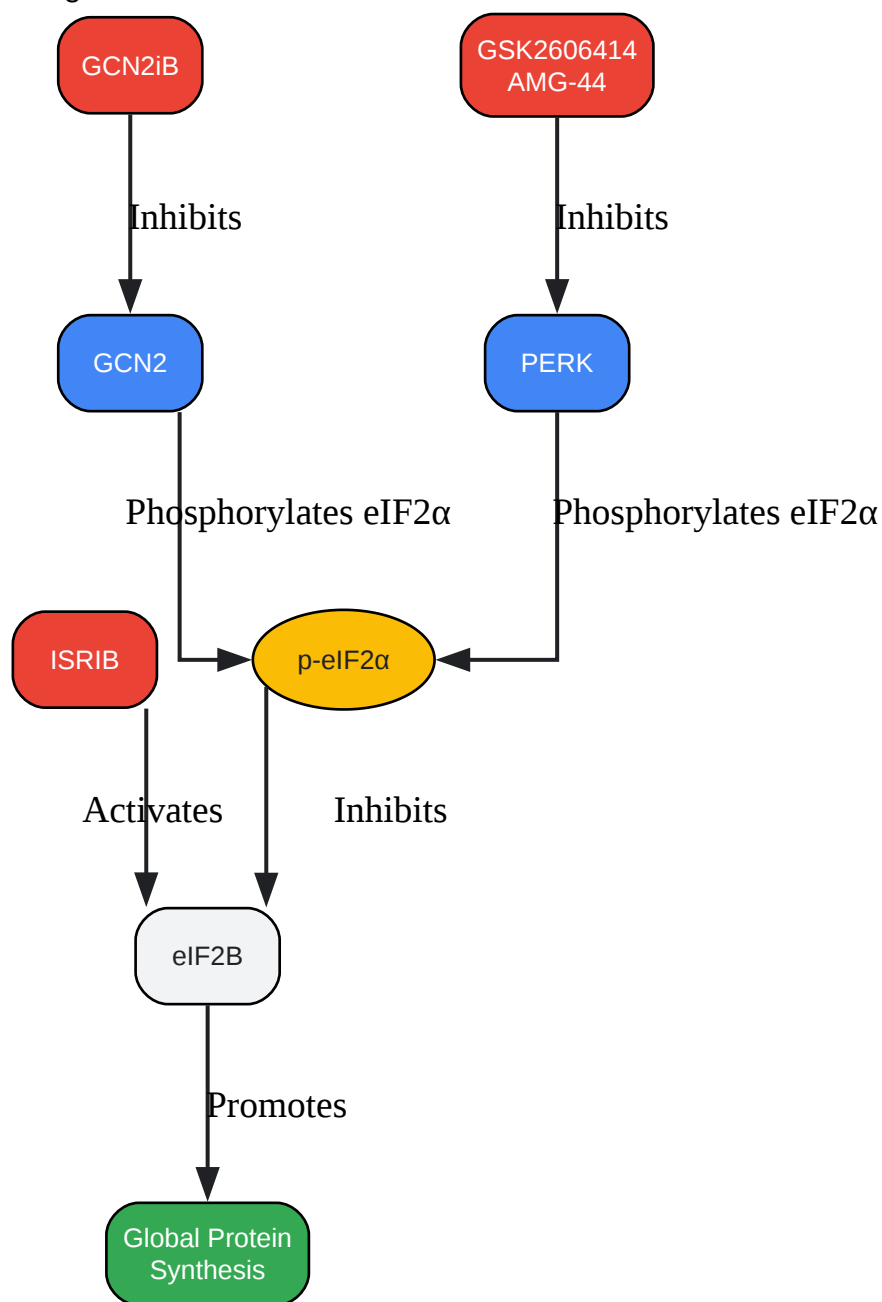 GCN2iB
GSK2606414
AMG-44
Inhibits
Inhibits
GCN2
PERK
Phosphorylates eIF2α
Phosphorylates eIF2α
ISRIB
p-eIF2α
Activates
Inhibits
eIF2B
Promotes
Global Protein
Synthesis